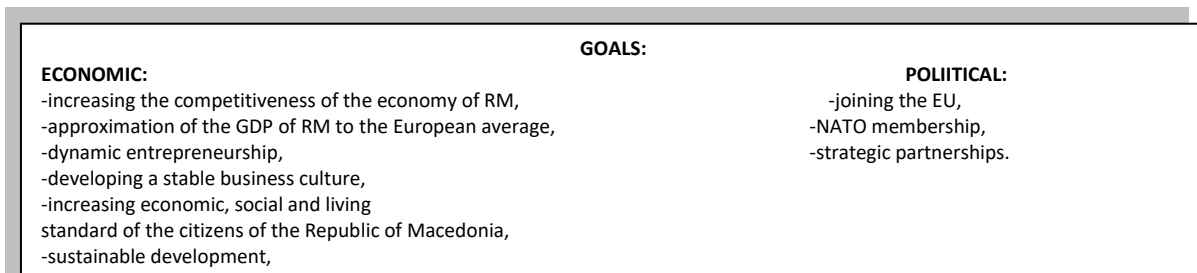 GOALS:
ECONOMIC: POLIITICAL:
-increasing the competitiveness of the economy of RM, -joining the EU,
-approximation of the GDP of RM to the European average, -NATO membership,
-dynamic entrepreneurship, -strategic partnerships.
-developing a stable business culture,
-increasing economic, social and living
standard of the citizens of the Republic of Macedonia,
-sustainable development,